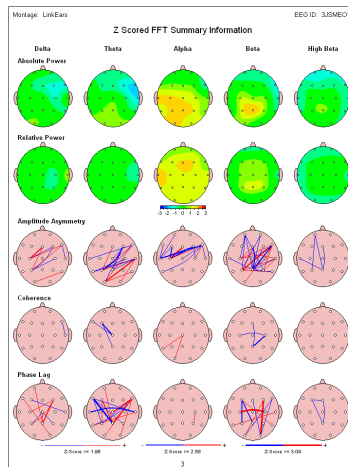 Montage: LinkEars EEG ID: 3JSMEC
Z Scored FFT Summary Information
Delta Theta Alpha Beta High Beta
Absolute Power
Relative Power
-3 -2 -1 0 1 2 3
Amplitude Asymmetry
Coherence
Phase Lag
- + - + - +
Z-Score >= 1.96 Z-Score >= 2.58 Z-Score >= 3.09
3